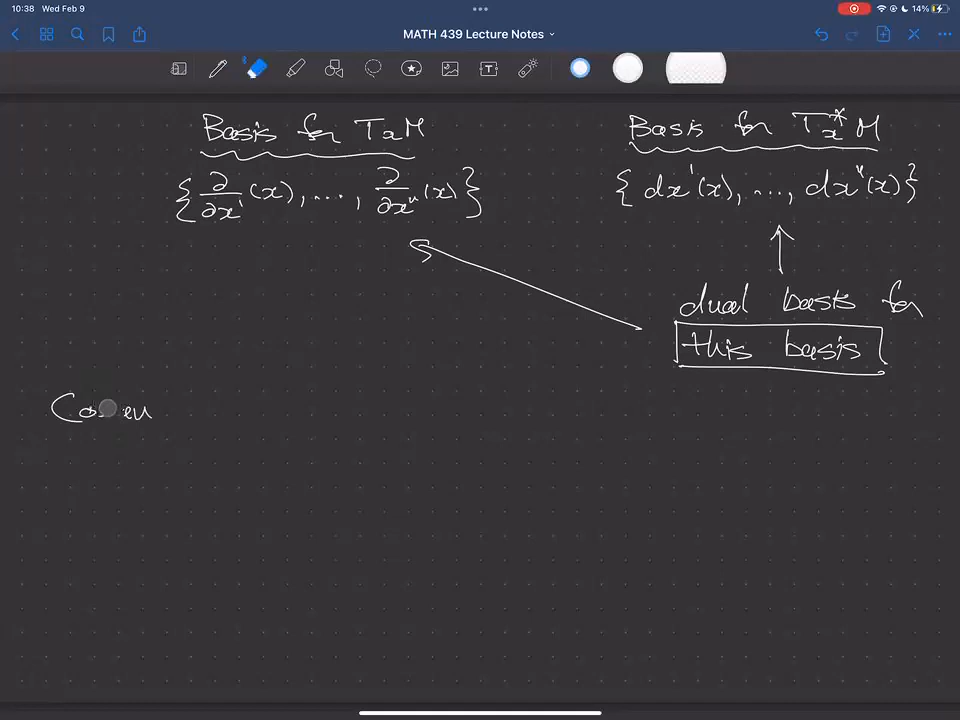 10:38 Wed Feb 9
14%
MATH 439 Lecture Notes
Basis for TₓM
Basis for Tₓ*M
{∂/∂x¹(x), ..., ∂/∂xⁿ(x)}
{dx¹(x), ..., dxⁿ(x)}
dual basis for
this basis